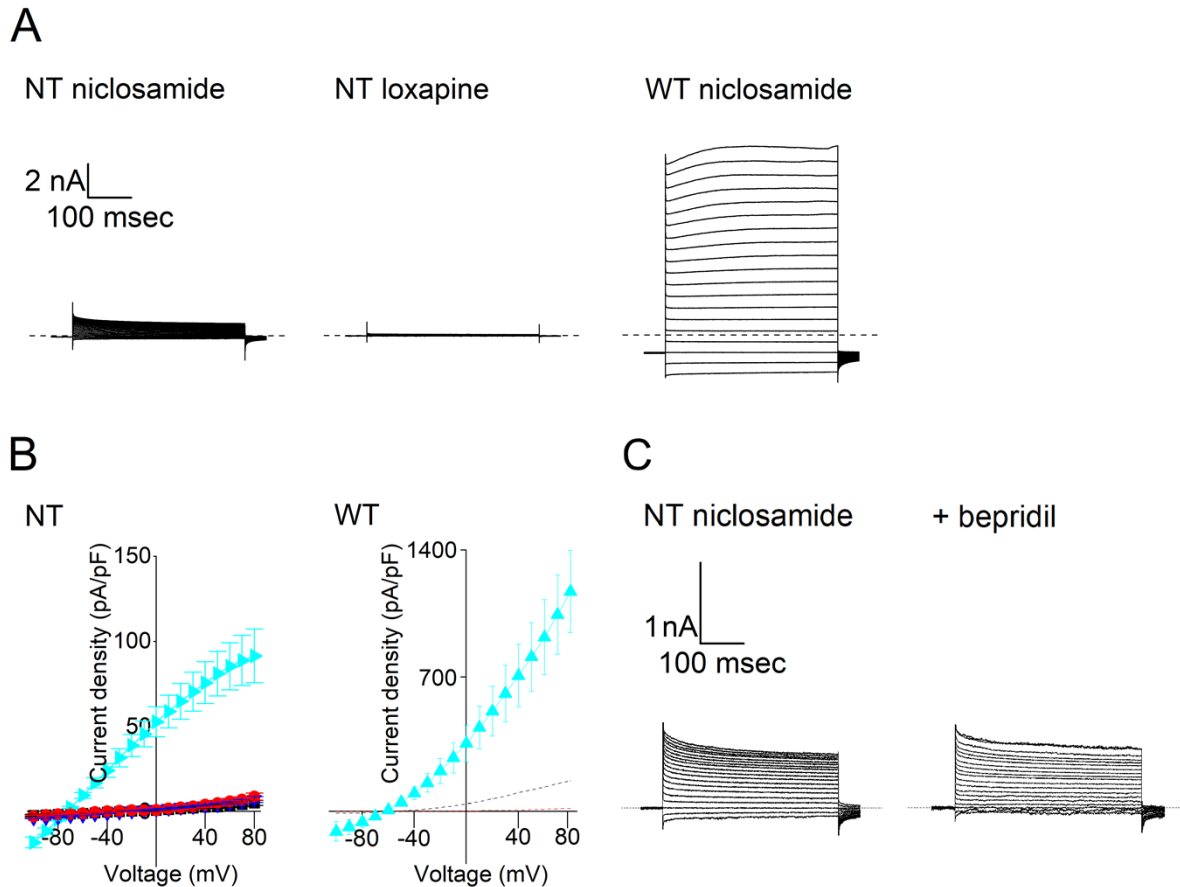 A
NT niclosamide
NT loxapine
WT niclosamide
2 nA
100 msec
B
NT
WT
C
NT niclosamide
+ bepridil
150
100
50
Current density (pA/pF)
-80
-40
40
80
Voltage (mV)
1400
700
Current density (pA/pF)
-80
-40
40
80
Voltage (mV)
1nA
100 msec